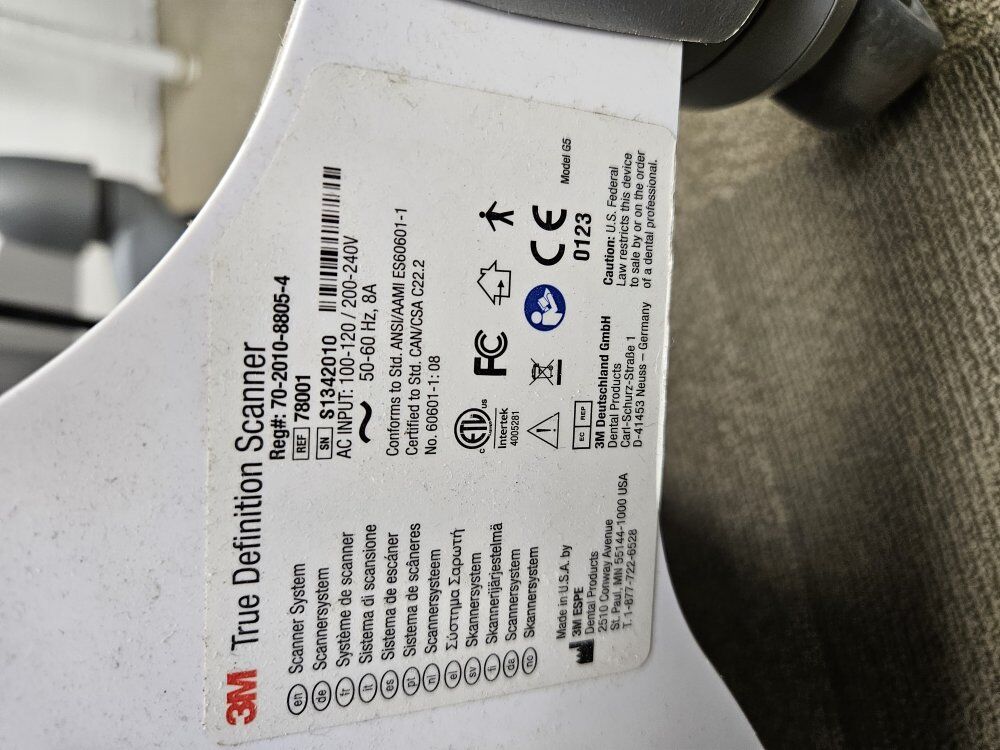 3M True Definition Scanner
Reg#: 70-2010-8805-4
REF 78001
SN S1342010
AC INPUT: 100-120 / 200-240V
50-60 Hz, 8A
Conforms to Std. ANSI/AAMI ES60601-1
Certified to Std. CAN/CSA C22.2
No. 60601-1: 08
en Scanner System
de Scannersystem
fr Système de scanner
it Sistema di scansione
es Sistema de escáner
pt Sistema de scâneres
nl Scannersysteem
el Σύστημα Σαρωτή
sv Skannersystem
fi Skannerijärjestelmä
da Scannersystem
no Skannersystem
c ETL US
Intertek
4005281
FC
CE
0123
Model G5
Made in U.S.A. by
3M ESPE
Dental Products
2510 Conway Avenue
St. Paul, MN 55144-1000 USA
T. 1-877-722-6528
EC REP
3M Deutschland GmbH
Dental Products
Carl-Schurz-Straße 1
D-41453 Neuss – Germany
Caution: U.S. Federal
Law restricts this device
to sale by or on the order
of a dental professional.